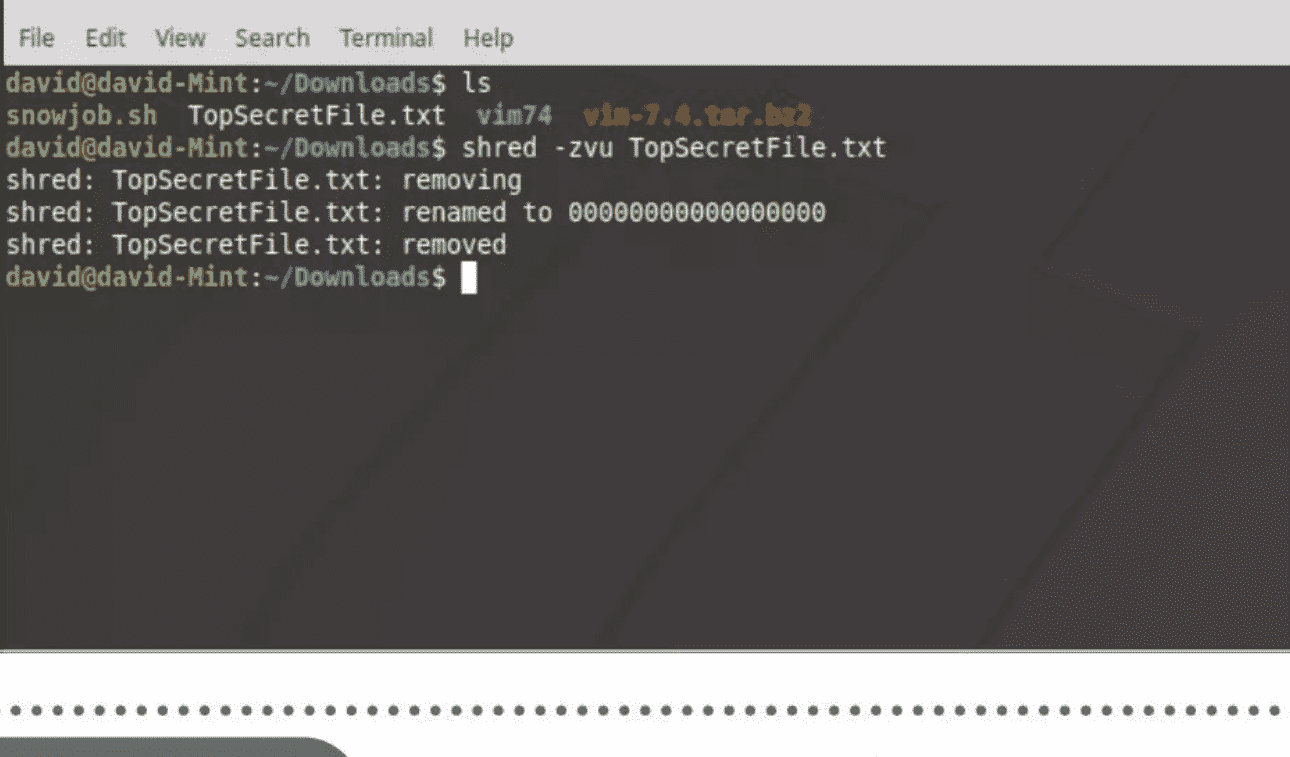 File Edit View Search Terminal Help
david@david-Mint:~/Downloads$ ls
snowjob.sh TopSecretFile.txt vim74 vim-7.4.tar.bz2
david@david-Mint:~/Downloads$ shred -zvu TopSecretFile.txt
shred: TopSecretFile.txt: removing
shred: TopSecretFile.txt: renamed to 00000000000000000
shred: TopSecretFile.txt: removed
david@david-Mint:~/Downloads$